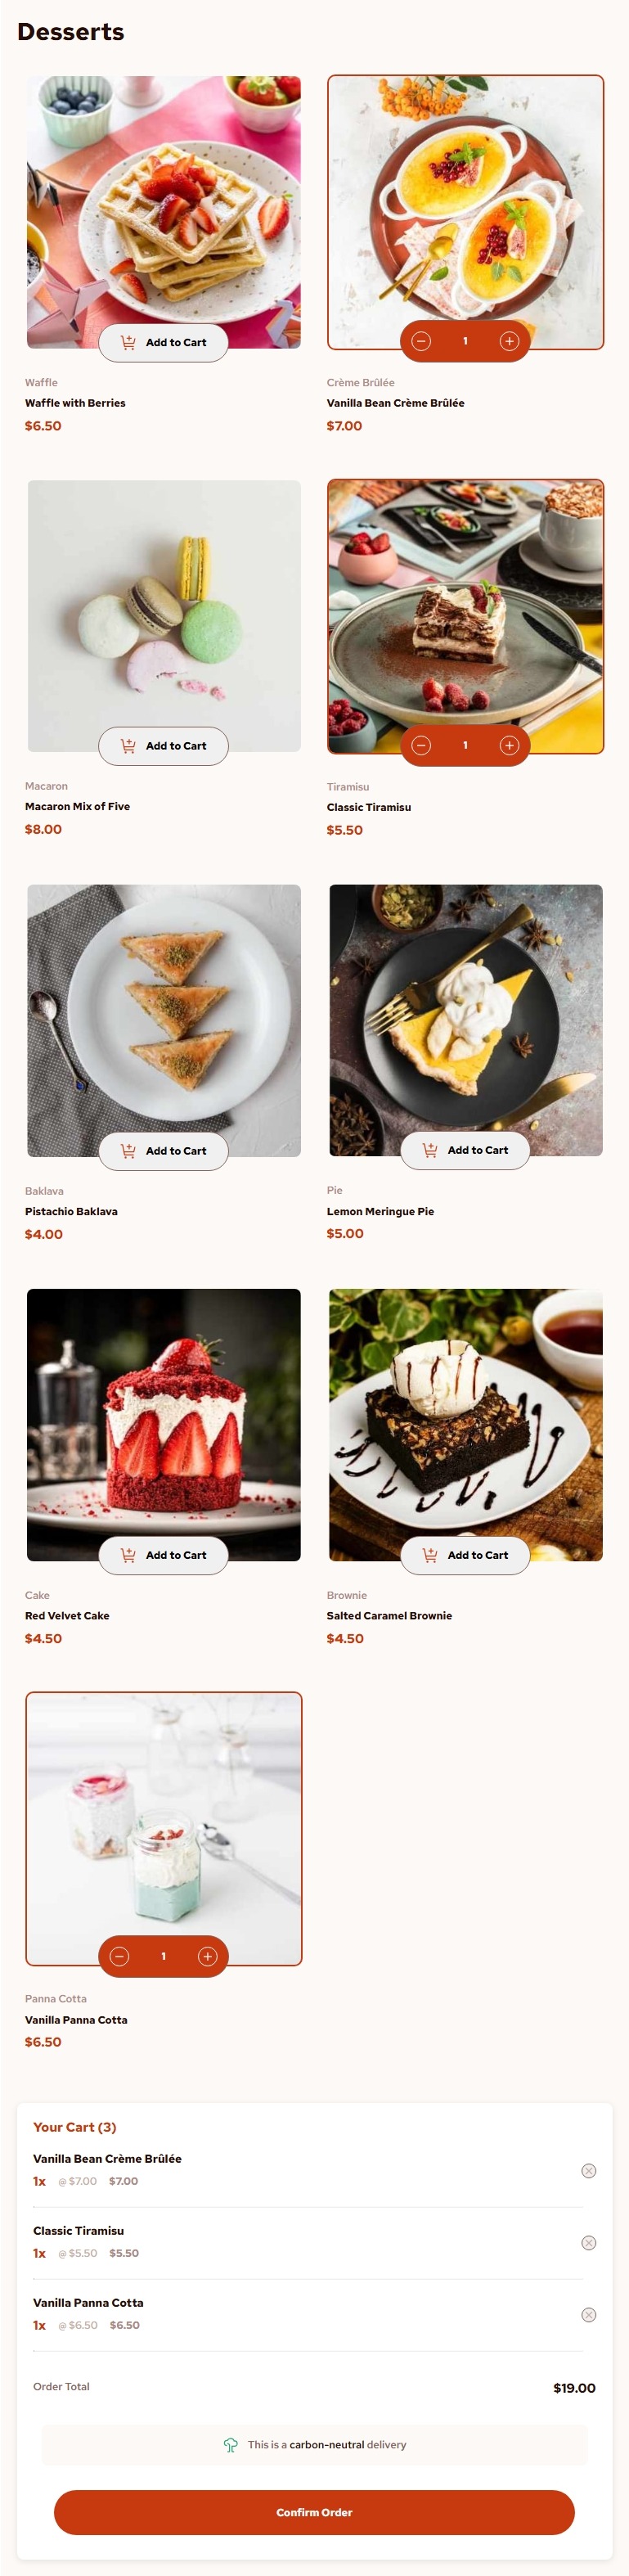 Desserts
Add to Cart
Waffle
Waffle with Berries
$6.50
1
Crème Brûlée
Vanilla Bean Crème Brûlée
$7.00
Add to Cart
Macaron
Macaron Mix of Five
$8.00
1
Tiramisu
Classic Tiramisu
$5.50
Add to Cart
Baklava
Pistachio Baklava
$4.00
Add to Cart
Pie
Lemon Meringue Pie
$5.00
Add to Cart
Cake
Red Velvet Cake
$4.50
Add to Cart
Brownie
Salted Caramel Brownie
$4.50
1
Panna Cotta
Vanilla Panna Cotta
$6.50
Your Cart (3)
Vanilla Bean Crème Brûlée
1x @ $7.00 $7.00
Classic Tiramisu
1x @ $5.50 $5.50
Vanilla Panna Cotta
1x @ $6.50 $6.50
Order Total $19.00
This is a carbon-neutral delivery
Confirm Order